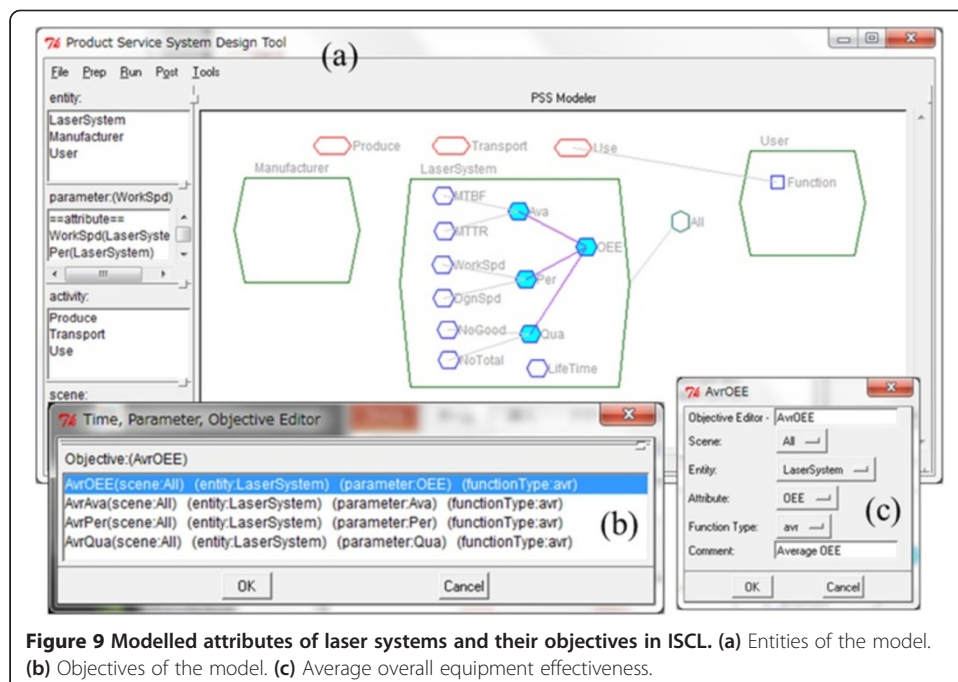 Product Service System Design Tool
(a)
File Prep Run Post Tools
entity:
LaserSystem
Manufacturer
User
parameter:(WorkSpd)
==attribute==
WorkSpd(LaserSyste
Per(LaserSystem)
activity:
Produce
Transport
Use
scene:
PSS Modeler
Produce
Transport
Use
User
Manufacturer
LaserSystem
Function
MTBF
Ava
All
MTTR
OEE
WorkSpd
Per
DgnSpd
NoGood
Qua
NoTotal
LifeTime
Time, Parameter, Objective Editor
Objective:(AvrOEE)
AvrOEE(scene:All) (entity:LaserSystem) (parameter:OEE) (functionType:avr)
AvrAva(scene:All) (entity:LaserSystem) (parameter:Ava) (functionType:avr)
AvrPer(scene:All) (entity:LaserSystem) (parameter:Per) (functionType:avr)
AvrQua(scene:All) (entity:LaserSystem) (parameter:Qua) (functionType:avr)
(b)
OK Cancel
AvrOEE
Objective Editor - AvrOEE
Scene: All
Entity: LaserSystem
Attribute: OEE
(c)
Function Type: avr
Comment: Average OEE
OK Cancel
Figure 9 Modelled attributes of laser systems and their objectives in ISCL. (a) Entities of the model.
(b) Objectives of the model. (c) Average overall equipment effectiveness.